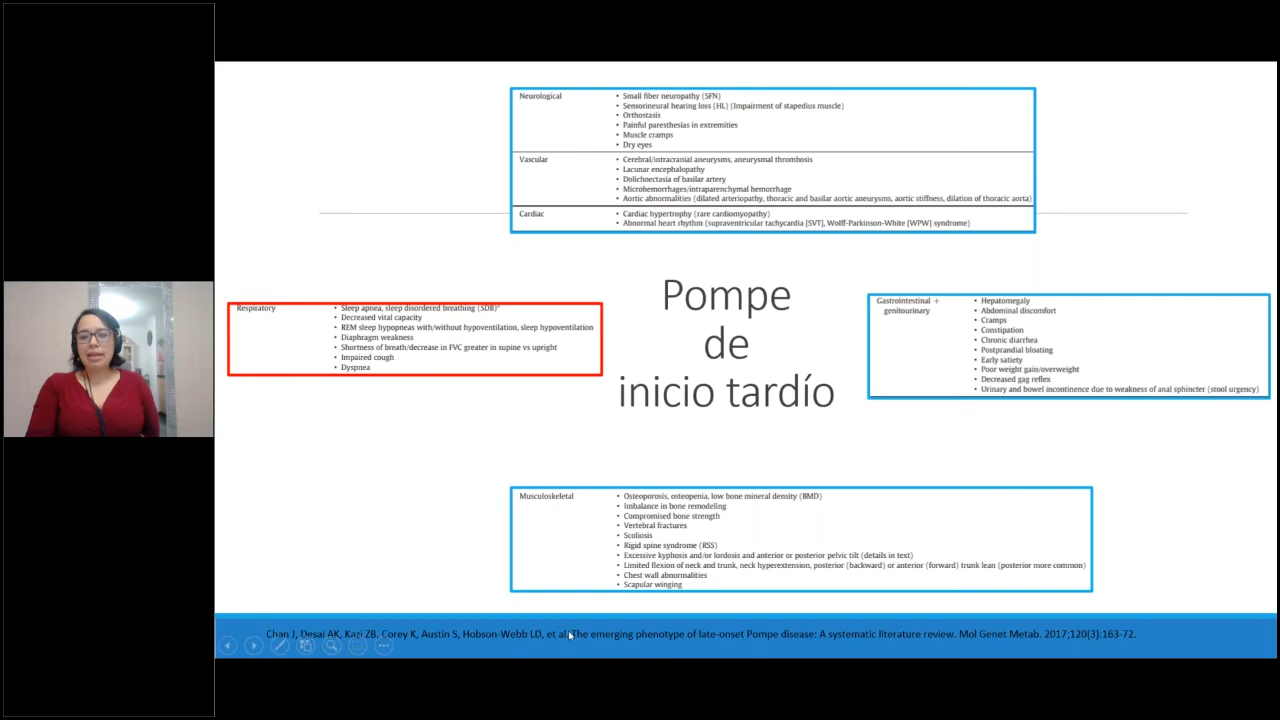 Neurological
• Small fiber neuropathy (SFN)
• Sensorineural hearing loss (HL) (Impairment of stapedius muscle)
• Orthostasis
• Painful paresthesias in extremities
• Muscle cramps
• Dry eyes
Vascular
• Cerebral/intracranial aneurysms, aneurysmal thrombosis
• Lacunar encephalopathy
• Dolichoectasia of basilar artery
• Microhemorrhages/intraparenchymal hemorrhage
• Aortic abnormalities (dilated arteriopathy, thoracic and basilar aortic aneurysms, aortic stiffness, dilation of thoracic aorta)
Cardiac
• Cardiac hypertrophy (rare cardiomyopathy)
• Abnormal heart rhythm (supraventricular tachycardia [SVT], Wolff-Parkinson-White [WPW] syndrome)
Respiratory
• Sleep apnea, sleep disordered breathing (SDB)*
• Decreased vital capacity
• REM sleep hypopneas with/without hypoventilation, sleep hypoventilation
• Diaphragm weakness
• Shortness of breath/decrease in FVC greater in supine vs upright
• Impaired cough
• Dyspnea
Pompe
de
inicio tardío
Gastrointestinal +
genitourinary
• Hepatomegaly
• Abdominal discomfort
• Cramps
• Constipation
• Chronic diarrhea
• Postprandial bloating
• Early satiety
• Poor weight gain/overweight
• Decreased gag reflex
• Urinary and bowel incontinence due to weakness of anal sphincter (stool urgency)
Musculoskeletal
• Osteoporosis, osteopenia, low bone mineral density (BMD)
• Imbalance in bone remodeling
• Compromised bone strength
• Vertebral fractures
• Scoliosis
• Rigid spine syndrome (RSS)
• Excessive kyphosis and/or lordosis and anterior or posterior pelvic tilt (details in text)
• Limited flexion of neck and trunk, neck hyperextension, posterior (backward) or anterior (forward) trunk lean (posterior more common)
• Chest wall abnormalities
• Scapular winging
Chan J, Desai AK, Kazi ZB, Corey K, Austin S, Hobson-Webb LD, et al. The emerging phenotype of late-onset Pompe disease: A systematic literature review. Mol Genet Metab. 2017;120(3):163-72.